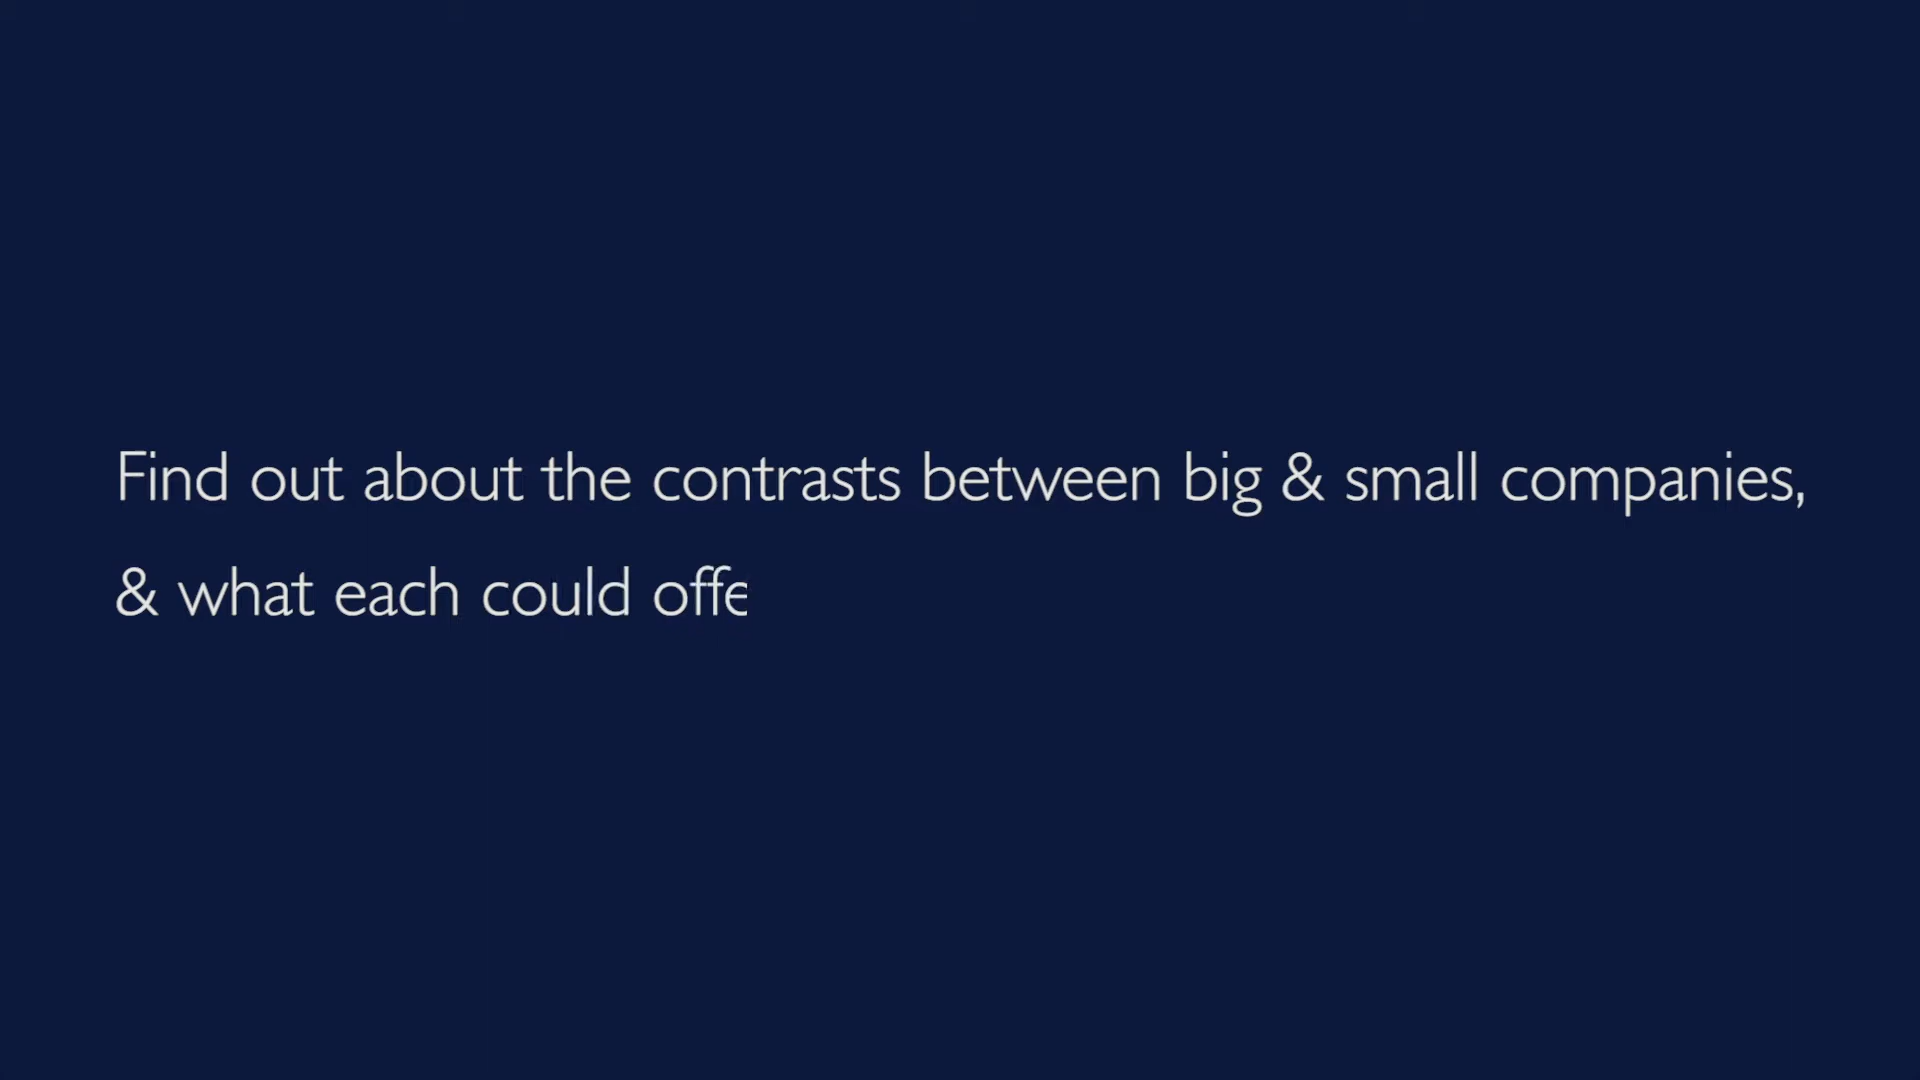 Find out about the contrasts between big & small companies,
& what each could offe